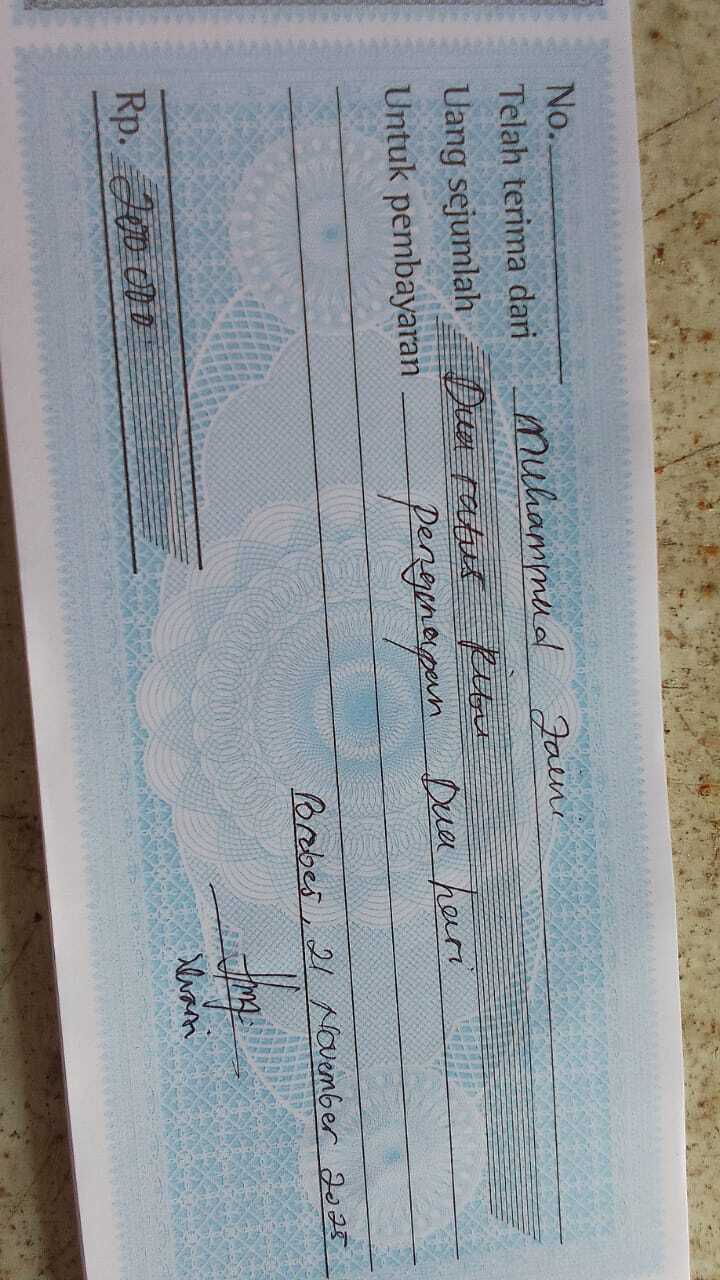 No.
Telah terima dari Muhammad Zaini
Uang sejumlah Dua ratus Ribu
Untuk pembayaran penginapan Dua hari
Brebes, 21 November 2025
Rp. 200.000